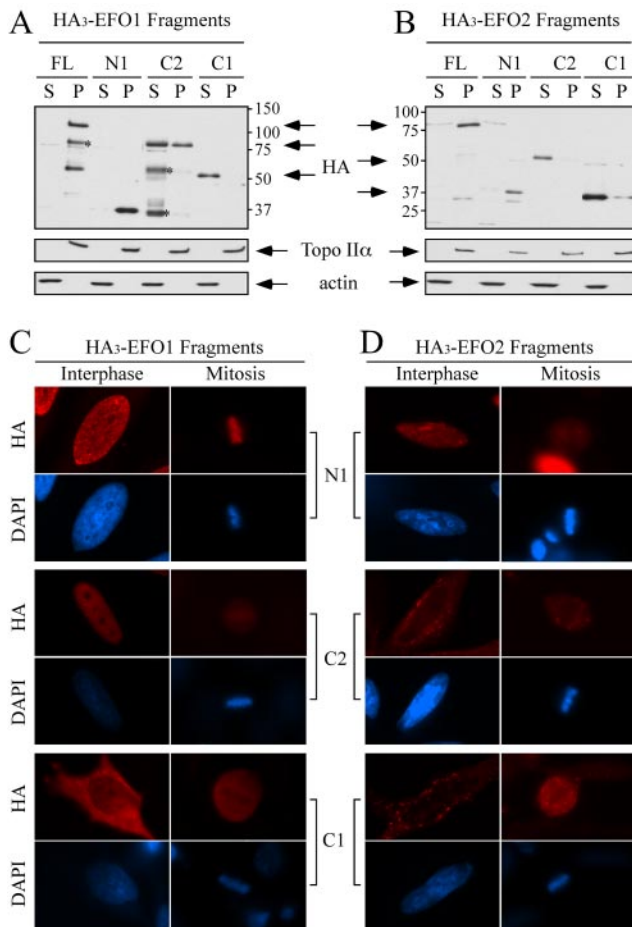 A
HA3-EFO1 Fragments
FL N1 C2 C1
S P S P S P S P
150
100
75
50
37
B
HA3-EFO2 Fragments
FL N1 C2 C1
S P S P S P S P
100
75
50
37
25
HA
Topo IIα
actin
C
HA3-EFO1 Fragments
Interphase Mitosis
D
HA3-EFO2 Fragments
Interphase Mitosis
HA
DAPI
N1
HA
DAPI
C2
HA
DAPI
C1